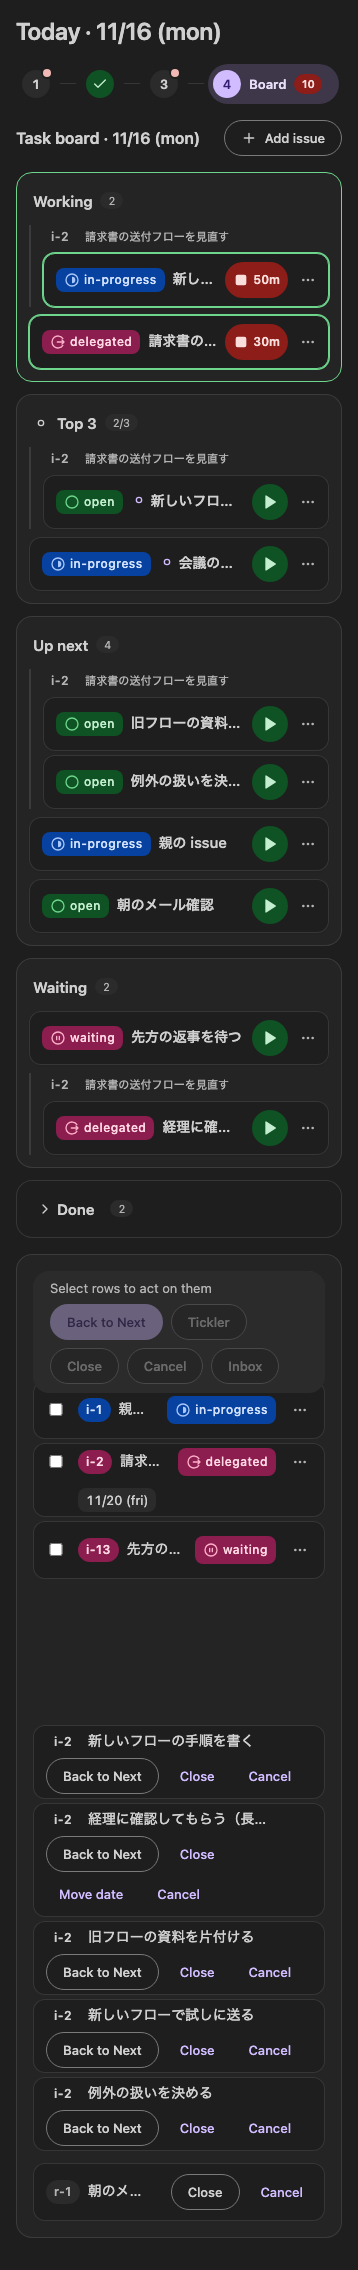 Today · 11/16 (mon)
1 3 4 Board 10
Task board · 11/16 (mon) + Add issue
Working 2
i-2 請求書の送付フローを見直す
in-progress 新し... 50m ...
delegated 請求書の... 30m ...
Top 3 2/3
i-2 請求書の送付フローを見直す
open 新しいフロ... ...
in-progress 会議の... ...
Up next 4
i-2 請求書の送付フローを見直す
open 旧フローの資料... ...
open 例外の扱いを決... ...
in-progress 親の issue ...
open 朝のメール確認 ...
Waiting 2
waiting 先方の返事を待つ ...
i-2 請求書の送付フローを見直す
delegated 経理に確... ...
Done 2
Select rows to act on them
Back to Next Tickler
Close Cancel Inbox
i-1 親... in-progress ...
i-2 請求... delegated ...
11/20 (fri)
i-13 先方の... waiting ...
i-2 新しいフローの手順を書く
Back to Next Close Cancel
i-2 経理に確認してもらう（長...
Back to Next Close
Move date Cancel
i-2 旧フローの資料を片付ける
Back to Next Close Cancel
i-2 新しいフローで試しに送る
Back to Next Close Cancel
i-2 例外の扱いを決める
Back to Next Close Cancel
r-1 朝のメ... Close Cancel